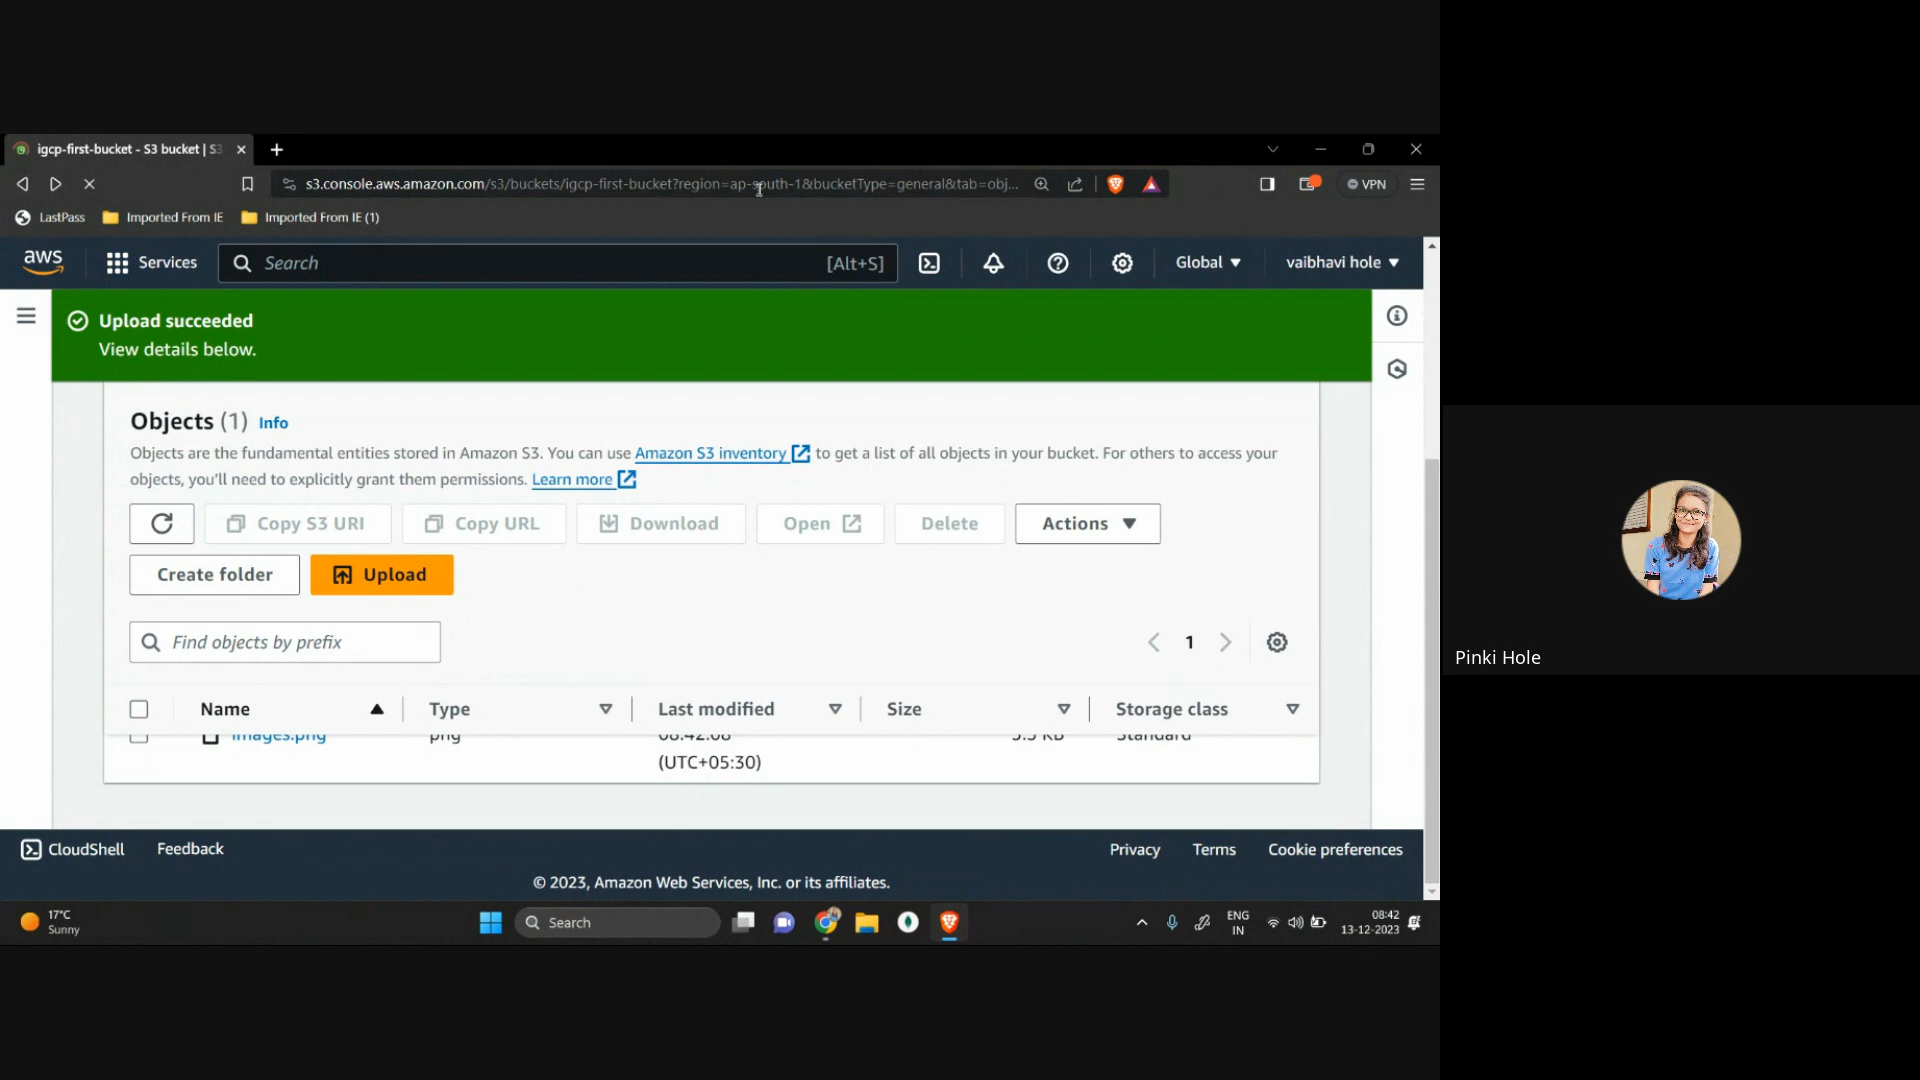 igcp-first-bucket - S3 bucket | S3
s3.console.aws.amazon.com/s3/buckets/igcp-first-bucket?region=ap-south-1&bucketType=general&tab=obj...
VPN
LastPass
Imported From IE
Imported From IE (1)
aws
Services
Search
[Alt+S]
Global
vaibhavi hole
Upload succeeded
View details below.
Objects (1) Info
Objects are the fundamental entities stored in Amazon S3. You can use Amazon S3 inventory to get a list of all objects in your bucket. For others to access your
objects, you'll need to explicitly grant them permissions. Learn more
Copy S3 URI
Copy URL
Download
Open
Delete
Actions
Create folder
Upload
Find objects by prefix
1
Name
Type
Last modified
Size
Storage class
images.png
png
08:42:08
Standard
(UTC+05:30)
CloudShell
Feedback
Privacy
Terms
Cookie preferences
© 2023, Amazon Web Services, Inc. or its affiliates.
17°C
Sunny
Search
ENG
IN
08:42
13-12-2023
Pinki Hole